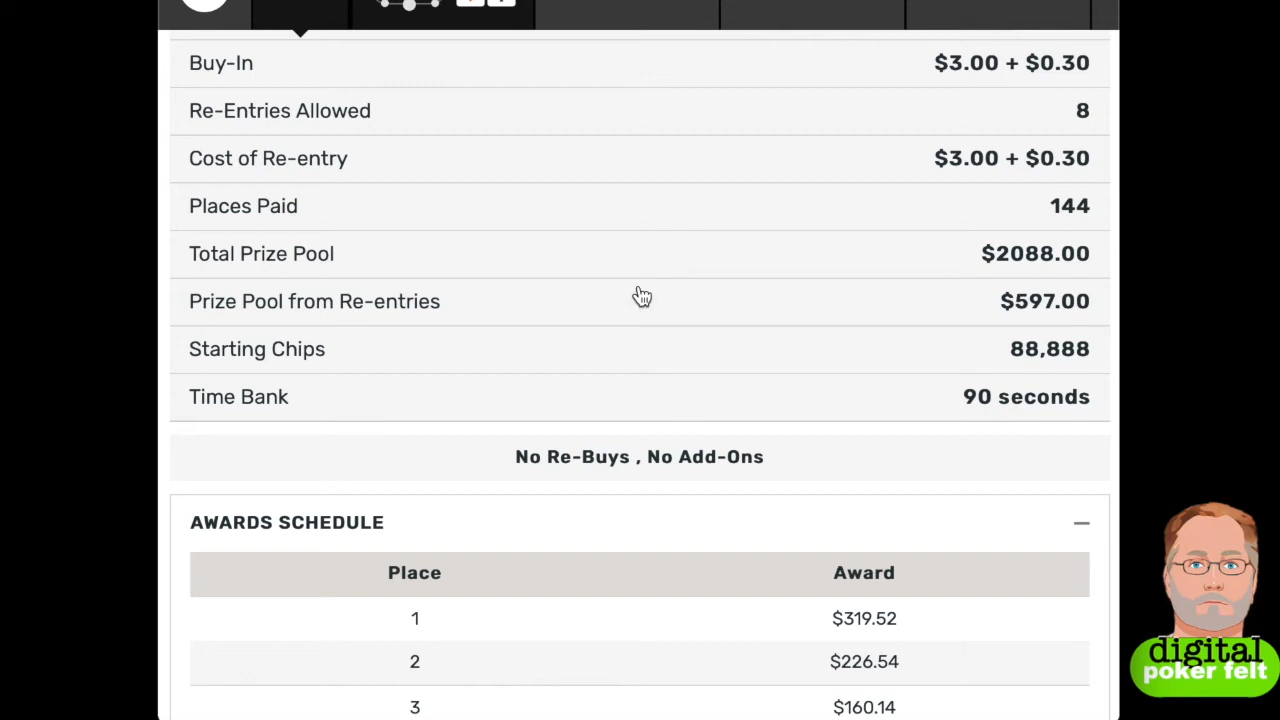 Buy-In $3.00 + $0.30
Re-Entries Allowed 8
Cost of Re-entry $3.00 + $0.30
Places Paid 144
Total Prize Pool $2088.00
Prize Pool from Re-entries $597.00
Starting Chips 88,888
Time Bank 90 seconds
No Re-Buys , No Add-Ons
AWARDS SCHEDULE
Place Award
1 $319.52
2 $226.54
3 $160.14
digital
poker felt